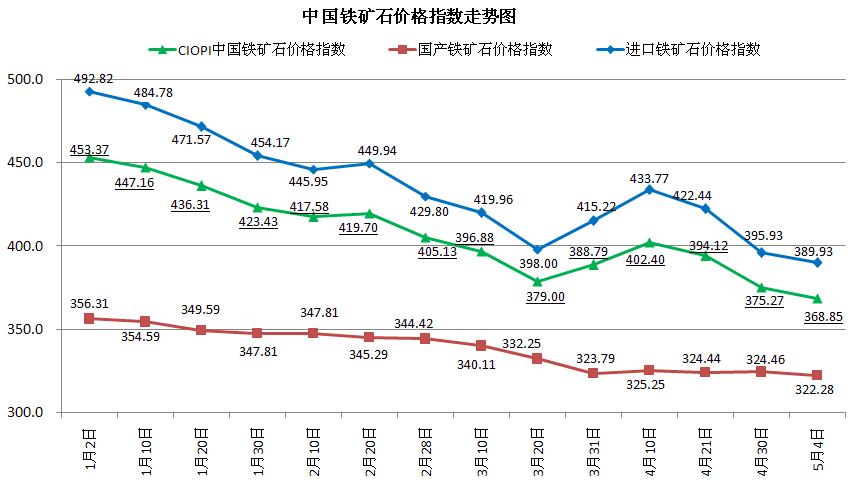 中国铁矿石价格指数走势图
CIOPI中国铁矿石价格指数 国产铁矿石价格指数 进口铁矿石价格指数
500.0
450.0
400.0
350.0
300.0
492.82 484.78 471.57 454.17 445.95 449.94 429.80 419.96 398.00 415.22 433.77 422.44 395.93 389.93
453.37 447.16 436.31 423.43 417.58 419.70 405.13 396.88 379.00 388.79 402.40 394.12 375.27 368.85
356.31 354.59 349.59 347.81 347.81 345.29 344.42 340.11 332.25 323.79 325.25 324.44 324.46 322.28
1月2日 1月10日 1月20日 1月30日 2月10日 2月20日 2月28日 3月10日 3月20日 3月31日 4月10日 4月21日 4月30日 5月4日